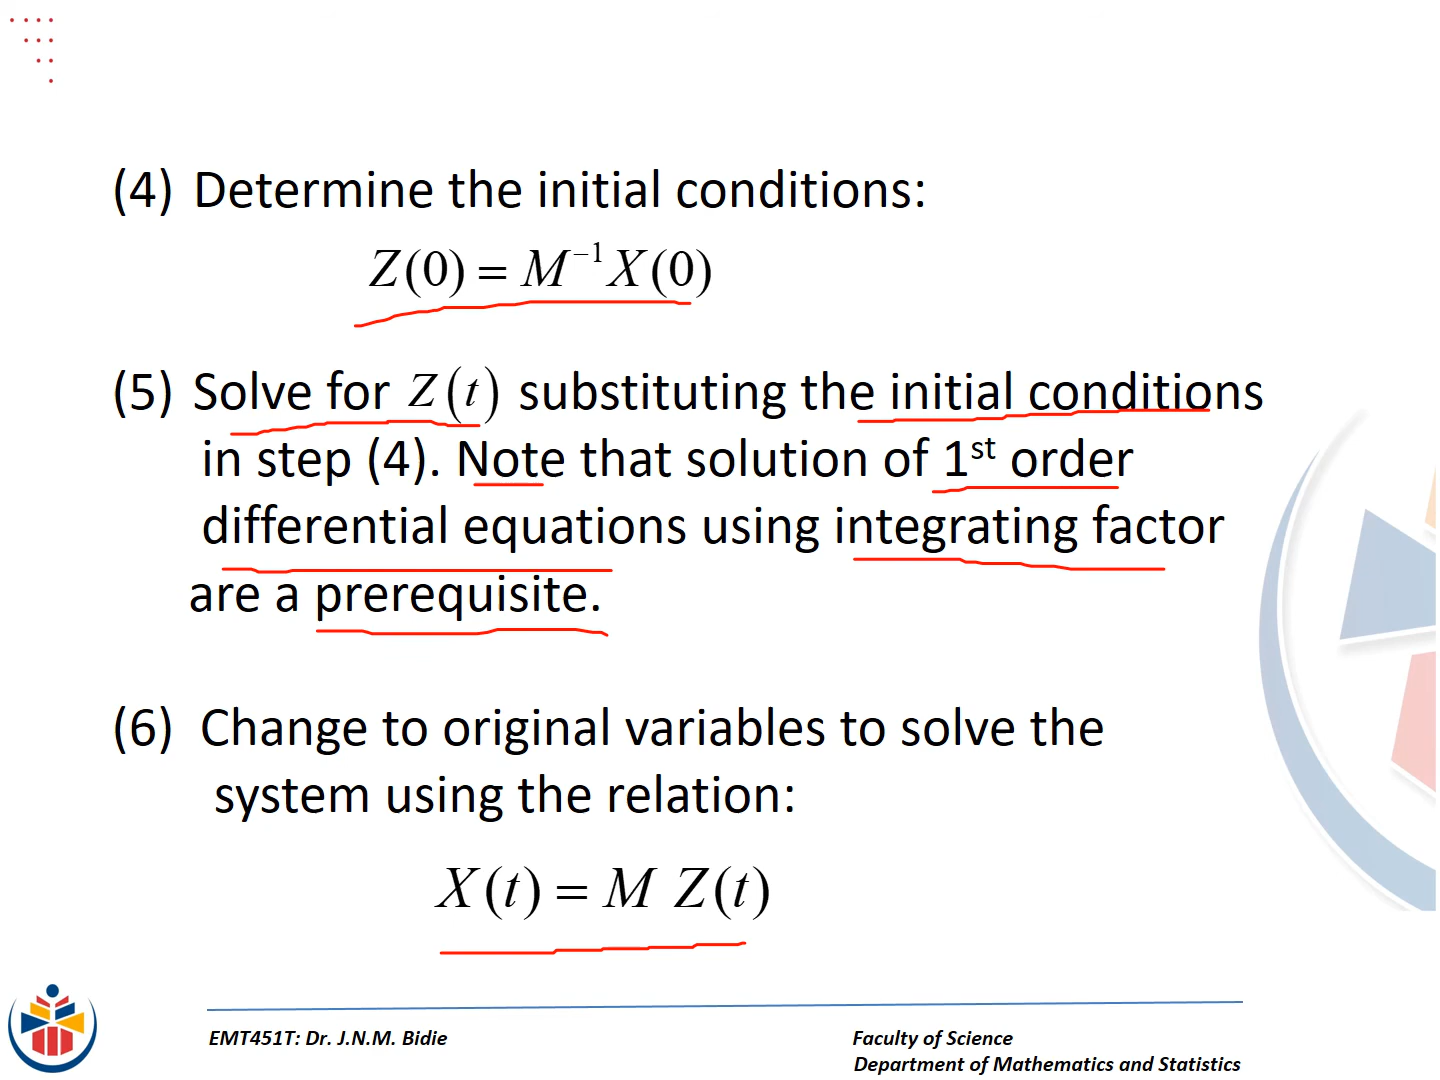 (4) Determine the initial conditions:
Z(0) = M⁻¹ X(0)
(5) Solve for Z(t) substituting the initial conditions
in step (4). Note that solution of 1ˢᵗ order
differential equations using integrating factor
are a prerequisite.
(6) Change to original variables to solve the
system using the relation:
X(t) = M Z(t)
EMT451T: Dr. J.N.M. Bidie
Faculty of Science
Department of Mathematics and Statistics